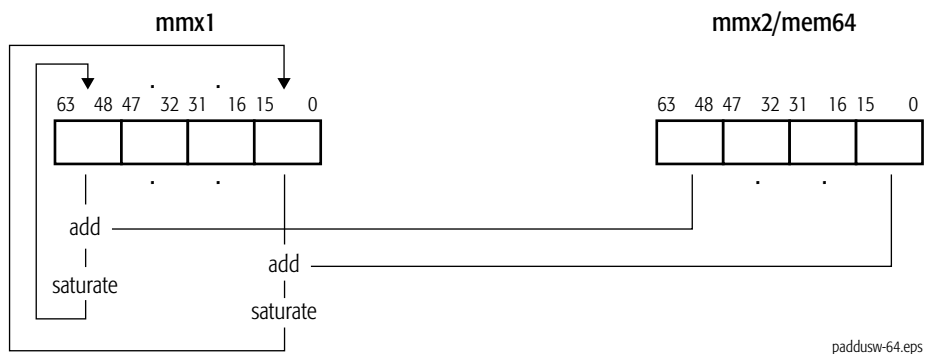 mmx1 mmx2/mem64
. .
63 48 47 32 31 16 15 0 63 48 47 32 31 16 15 0
. . . .
add
add
saturate
saturate
paddusw-64.eps